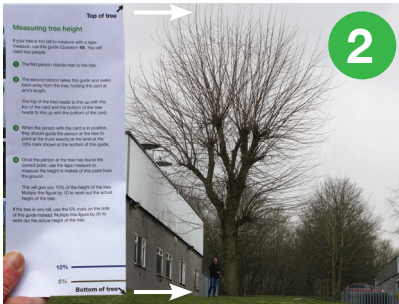 Top of tree
2
Measuring tree height
If your tree is too tall to measure with a tape
measure, use this guide (Question 10). You will
need two people.
1 The first person stands next to the tree.
2 The second person takes this guide and walks
back away from the tree, holding the card at
arm's length.
The top of the tree needs to line up with the
top of the card and the bottom of the tree
needs to line up with the bottom of the card.
3 When the person with the card is in position,
they should guide the person at the tree to
point at the trunk exactly at the level at the
10% mark shown at the bottom of this guide.
4 Once the person at the tree has found the
correct point, use the tape measure to
measure the height in metres of this point from
the ground.
This will give you 10% of the height of the tree.
Multiply this figure by 10 to work out the actual
height of the tree.
If the tree is very tall, use the 5% mark on the side
of this guide instead. Multiply this figure by 20 to
work out the actual height of the tree.
10%
5%
Bottom of tree